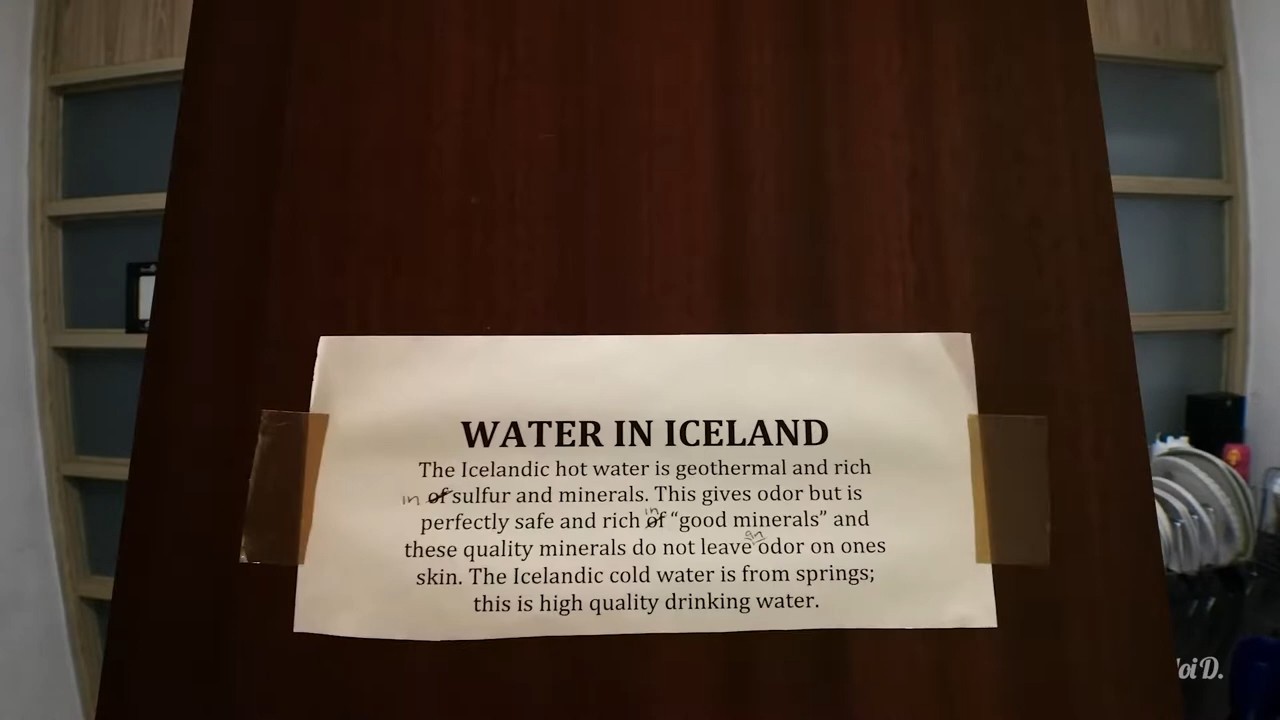 WATER IN ICELAND
The Icelandic hot water is geothermal and rich
in of sulfur and minerals. This gives odor but is
perfectly safe and rich of in “good minerals” and
these quality minerals do not leave an odor on ones
skin. The Icelandic cold water is from springs;
this is high quality drinking water.
oi D.